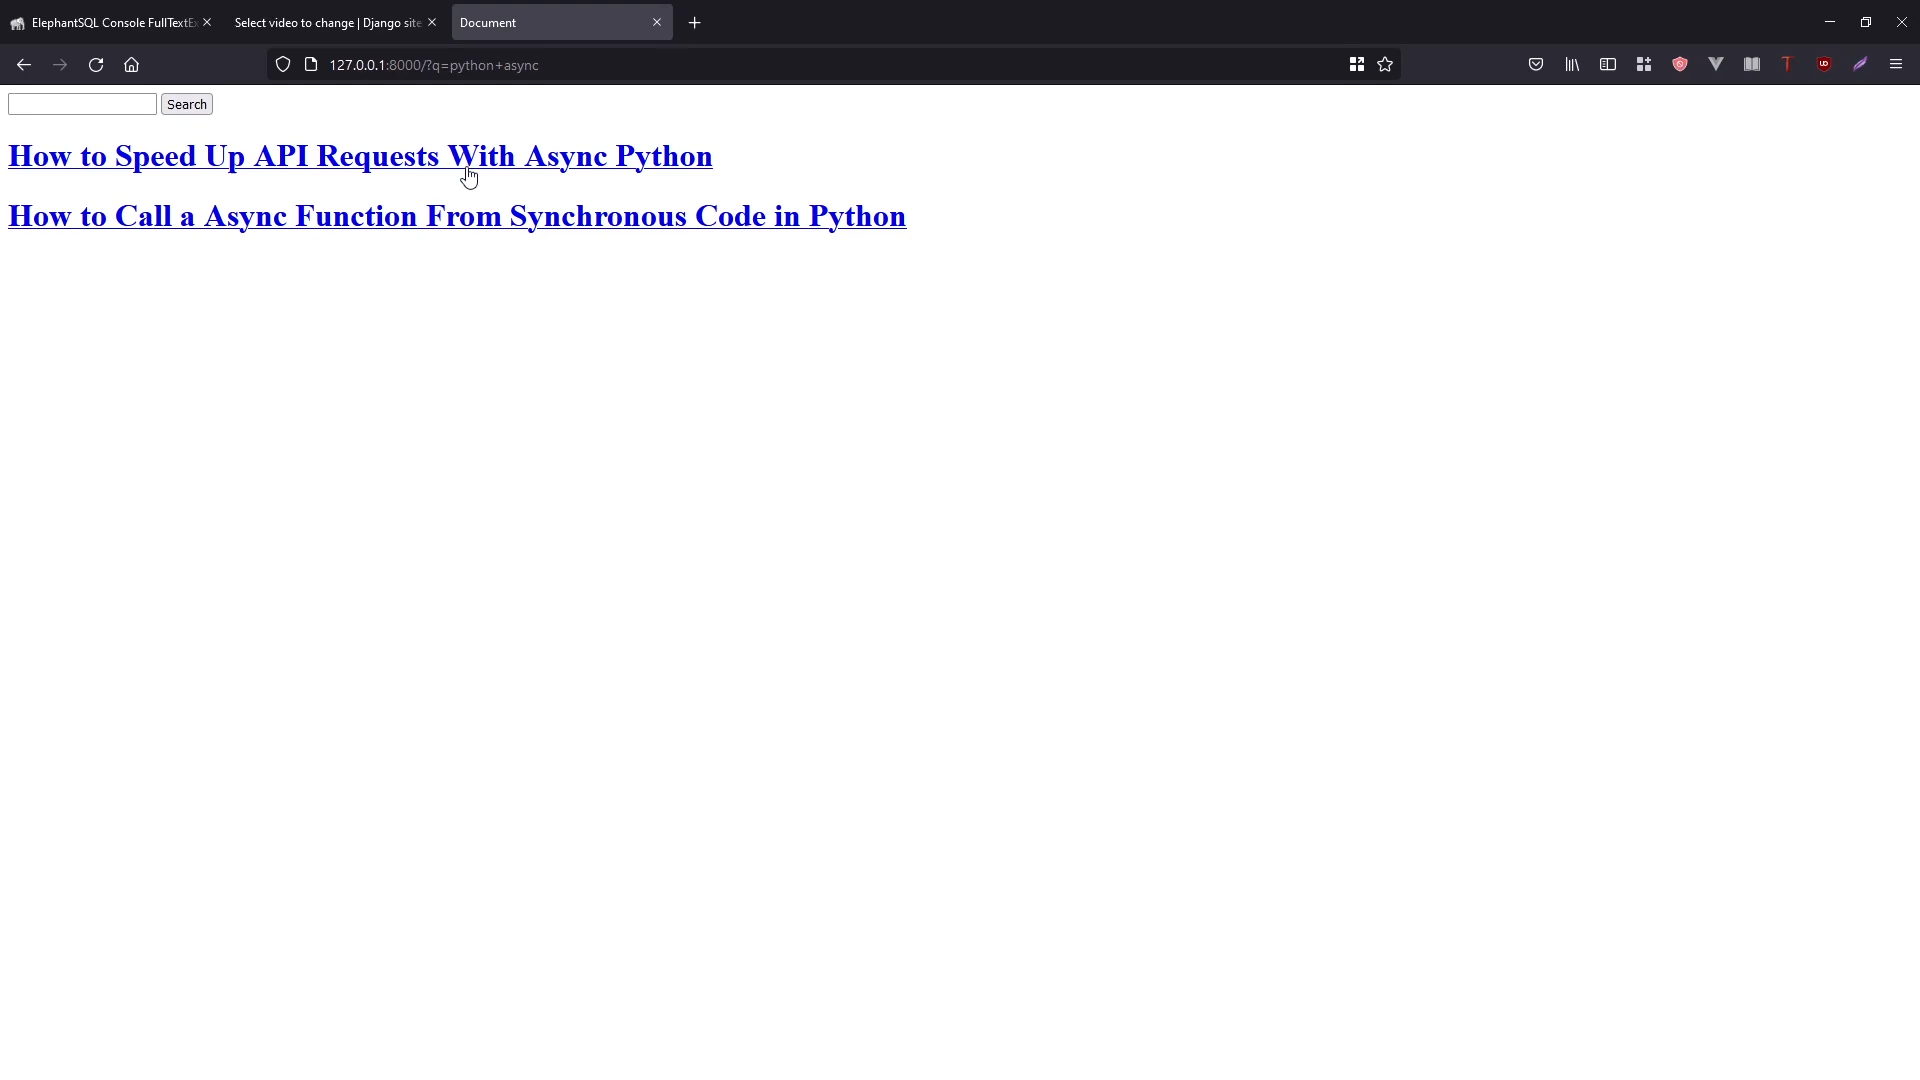 ElephantSQL Console FullTextEx
Select video to change | Django site
Document
127.0.0.1:8000/?q=python+async
Search
How to Speed Up API Requests With Async Python
How to Call a Async Function From Synchronous Code in Python